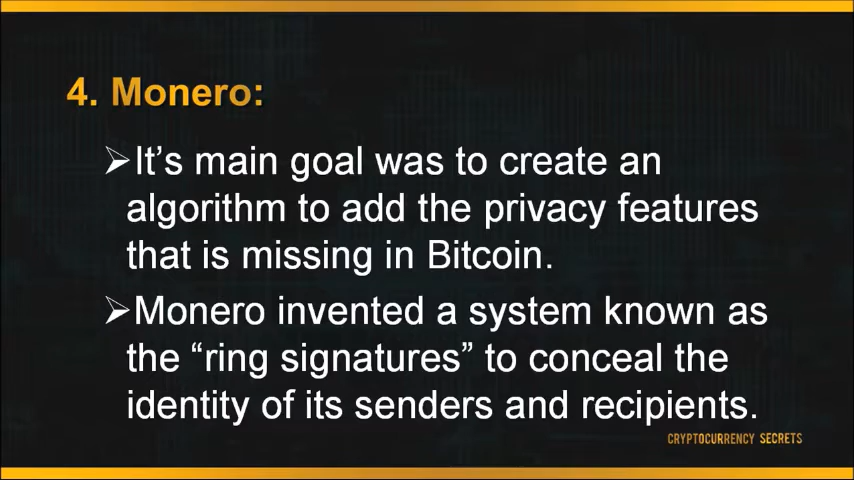 4. Monero:
➢It's main goal was to create an
algorithm to add the privacy features
that is missing in Bitcoin.
➢Monero invented a system known as
the “ring signatures” to conceal the
identity of its senders and recipients.
CRYPTOCURRENCY SECRETS